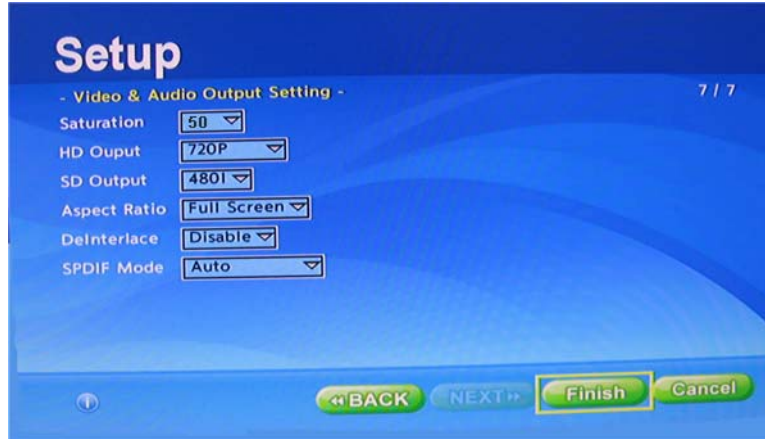 Setup
- Video & Audio Output Setting -
7 / 7
Saturation 50
HD Ouput 720P
SD Output 480I
Aspect Ratio Full Screen
DeInterlace Disable
SPDIF Mode Auto
BACK NEXT Finish Cancel